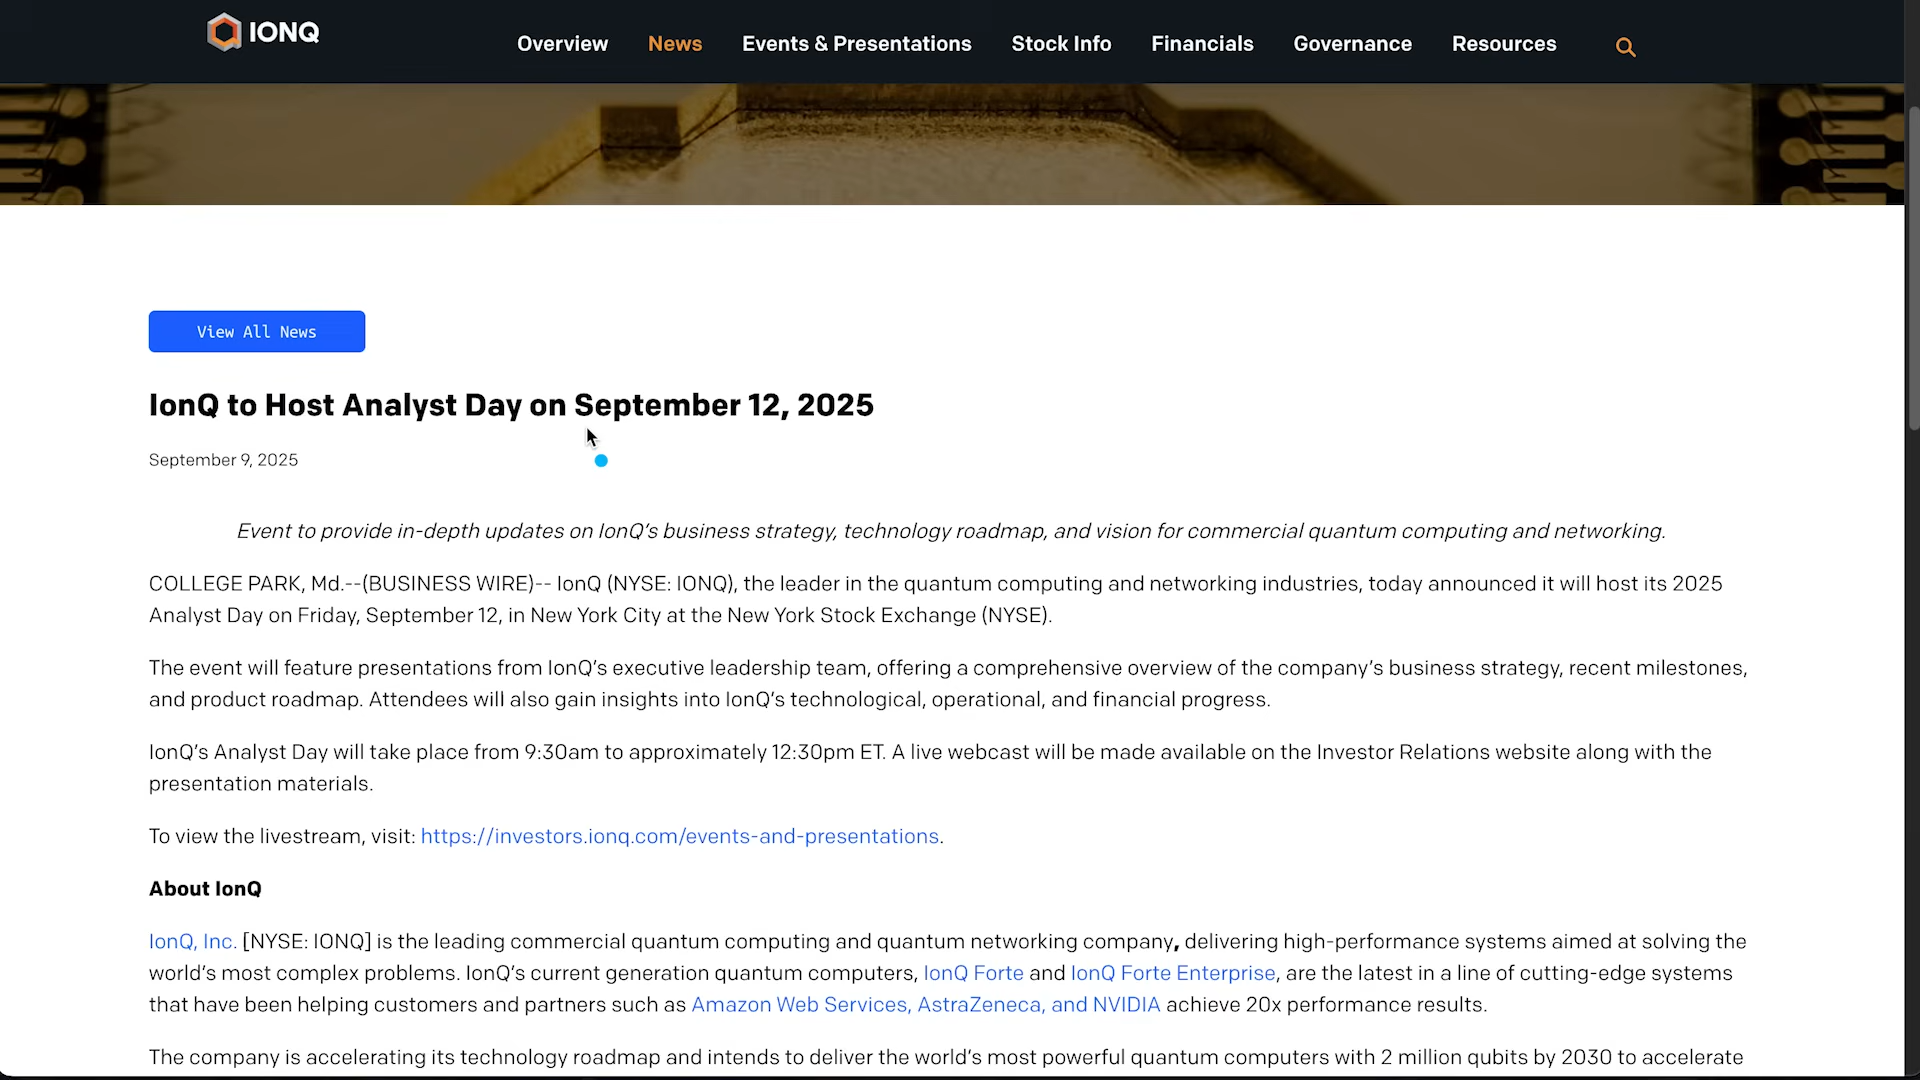 IONQ
Overview
News
Events & Presentations
Stock Info
Financials
Governance
Resources
View All News
IonQ to Host Analyst Day on September 12, 2025
September 9, 2025
Event to provide in-depth updates on IonQ's business strategy, technology roadmap, and vision for commercial quantum computing and networking.
COLLEGE PARK, Md.--(BUSINESS WIRE)-- IonQ (NYSE: IONQ), the leader in the quantum computing and networking industries, today announced it will host its 2025
Analyst Day on Friday, September 12, in New York City at the New York Stock Exchange (NYSE).
The event will feature presentations from IonQ's executive leadership team, offering a comprehensive overview of the company's business strategy, recent milestones,
and product roadmap. Attendees will also gain insights into IonQ's technological, operational, and financial progress.
IonQ's Analyst Day will take place from 9:30am to approximately 12:30pm ET. A live webcast will be made available on the Investor Relations website along with the
presentation materials.
To view the livestream, visit: https://investors.ionq.com/events-and-presentations.
About IonQ
IonQ, Inc. [NYSE: IONQ] is the leading commercial quantum computing and quantum networking company, delivering high-performance systems aimed at solving the
world's most complex problems. IonQ's current generation quantum computers, IonQ Forte and IonQ Forte Enterprise, are the latest in a line of cutting-edge systems
that have been helping customers and partners such as Amazon Web Services, AstraZeneca, and NVIDIA achieve 20x performance results.
The company is accelerating its technology roadmap and intends to deliver the world's most powerful quantum computers with 2 million qubits by 2030 to accelerate